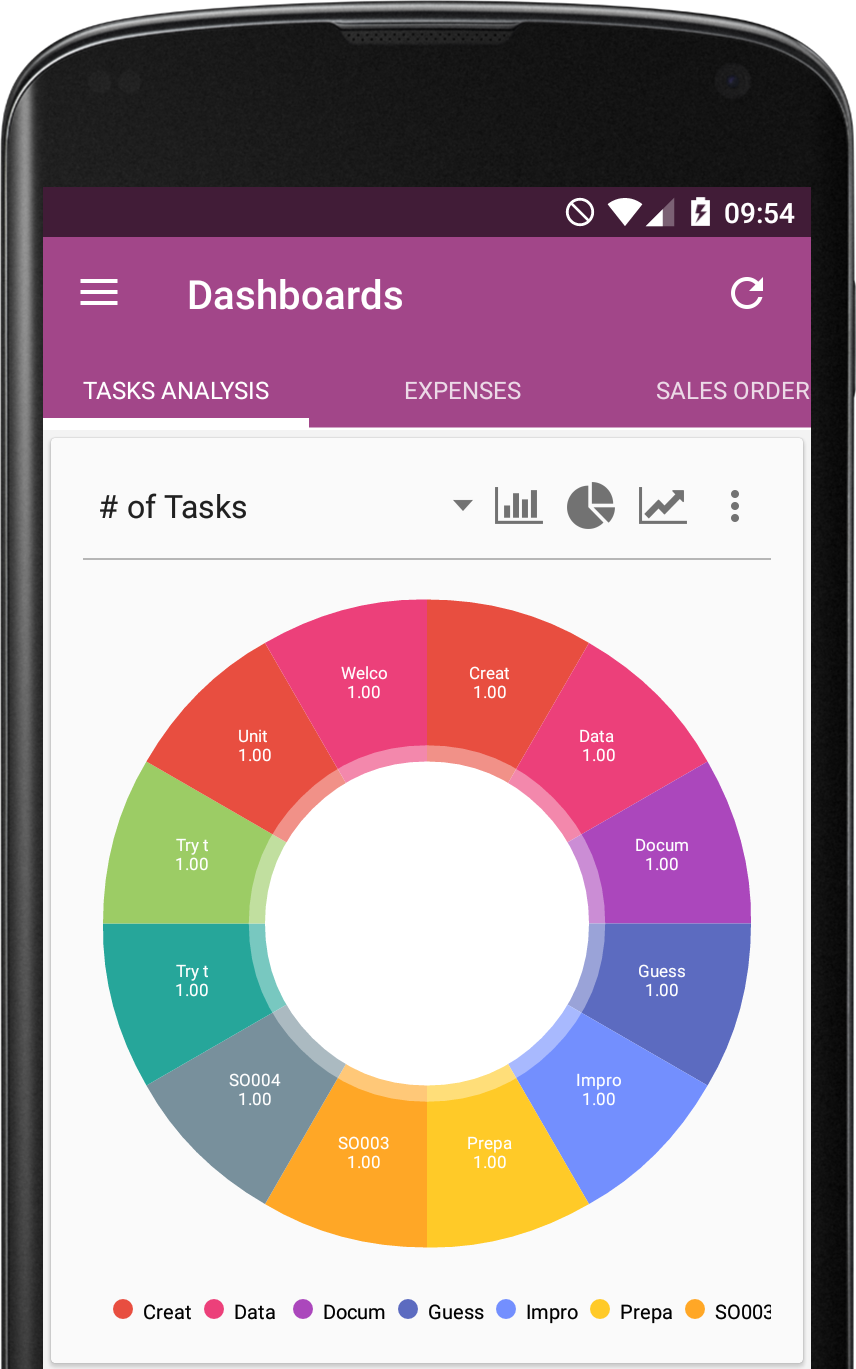 09:54
Dashboards
TASKS ANALYSIS EXPENSES SALES ORDER
# of Tasks
Welco
1.00
Creat
1.00
Unit
1.00
Data
1.00
Try t
1.00
Docum
1.00
Try t
1.00
Guess
1.00
SO004
1.00
Impro
1.00
SO003
1.00
Prepa
1.00
Creat Data Docum Guess Impro Prepa SO003